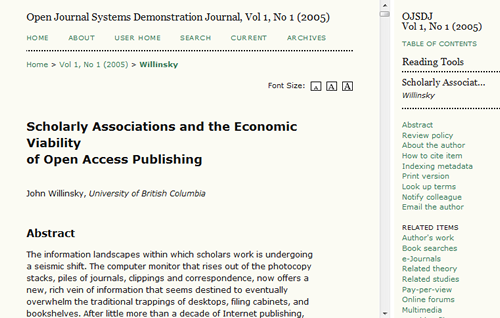 Open Journal Systems Demonstration Journal, Vol 1, No 1 (2005)
HOME ABOUT USER HOME SEARCH CURRENT ARCHIVES
Home > Vol 1, No 1 (2005) > Willinsky
Font Size: A A A
Scholarly Associations and the Economic
Viability
of Open Access Publishing
John Willinsky, University of British Columbia
Abstract
The information landscapes within which scholars work is undergoing
a seismic shift. The computer monitor that rises out of the photocopy
stacks, piles of journals, clippings and correspondence, now offers a
new, rich vein of information that seems destined to eventually
overwhelm the traditional trappings of desktops, filing cabinets, and
bookshelves. After little more than a decade of Internet publishing,
OJSDJ
Vol 1, No 1 (2005)
TABLE OF CONTENTS
Reading Tools
Scholarly Associat...
Willinsky
Abstract
Review policy
About the author
How to cite item
Indexing metadata
Print version
Look up terms
Notify colleague
Email the author
RELATED ITEMS
Author's work
Book searches
e-Journals
Related theory
Related studies
Pay-per-view
Online forums
Multimedia